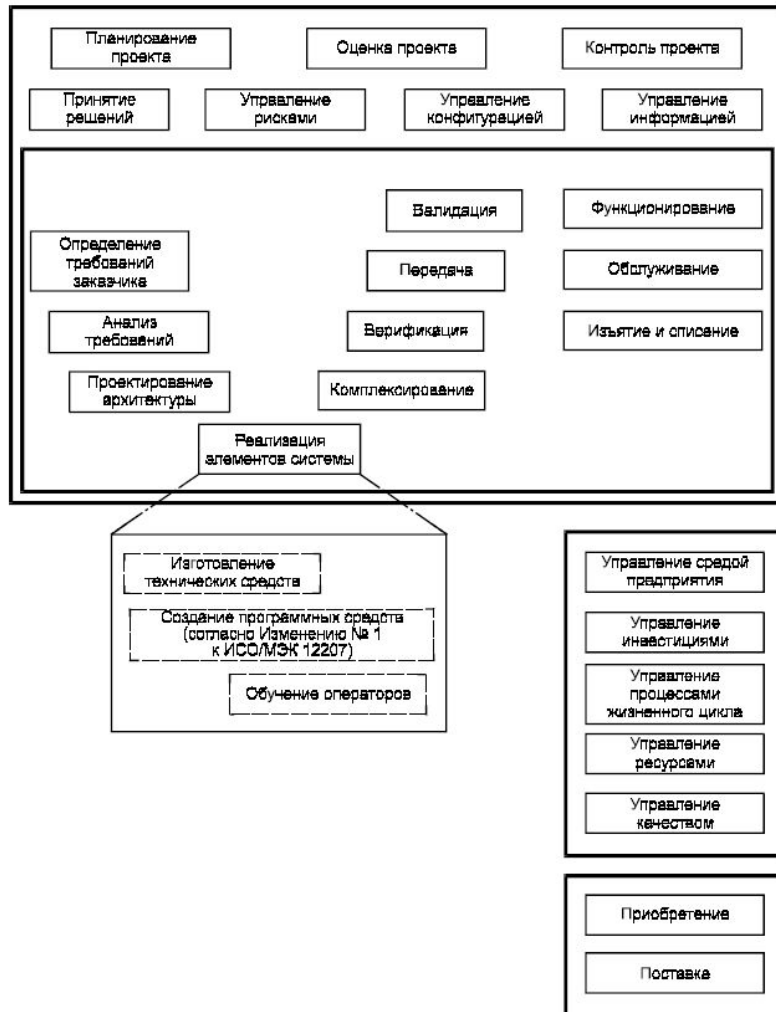 Планирование
проекта
Оценка проекта
Контроль проекта
Принятие
решений
Управление
рисками
Управление
конфигурацией
Управление
информацией
Валидация
Функционирование
Определение
требований
заказчика
Передача
Обслуживание
Анализ
требований
Верификация
Изъятие и списание
Проектирование
архитектуры
Комплексирование
Реализация
элементов системы
Изготовление
технических средств
Создание программных средств
(согласно Изменению № 1
к ИСО/МЭК 12207)
Обучение операторов
Управление средой
предприятия
Управление
инвестициями
Управление
процессами
жизненного цикла
Управление
ресурсами
Управление
качеством
Приобретение
Поставка